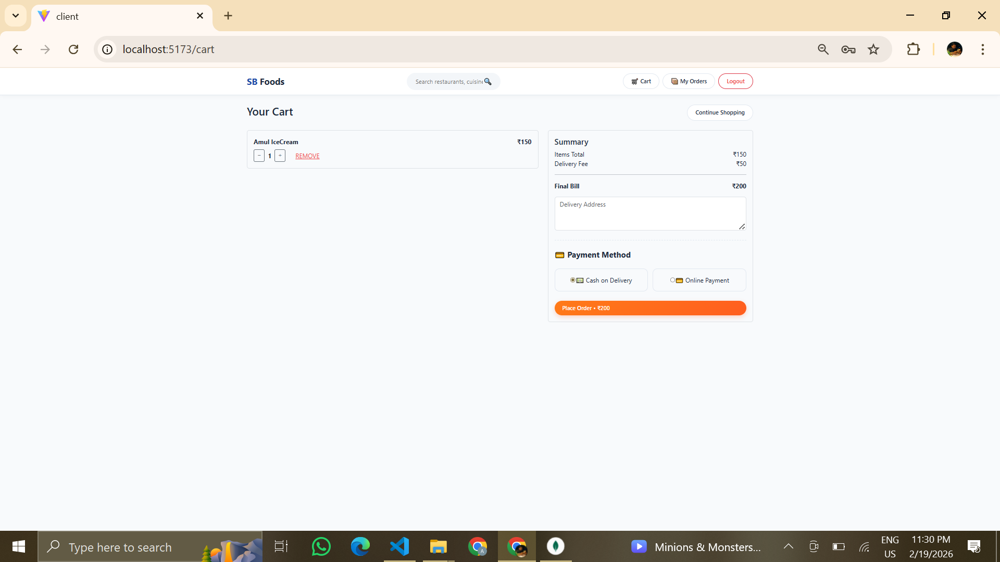 client
localhost:5173/cart
SB Foods
Search restaurants, cuisine
Cart
My Orders
Logout
Your Cart
Continue Shopping
Amul IceCream ₹150
− 1 + REMOVE
Summary
Items Total ₹150
Delivery Fee ₹50
Final Bill ₹200
Delivery Address
Payment Method
Cash on Delivery
Online Payment
Place Order • ₹200
Type here to search
A
Minions & Monsters...
ENG
US
11:30 PM
2/19/2026